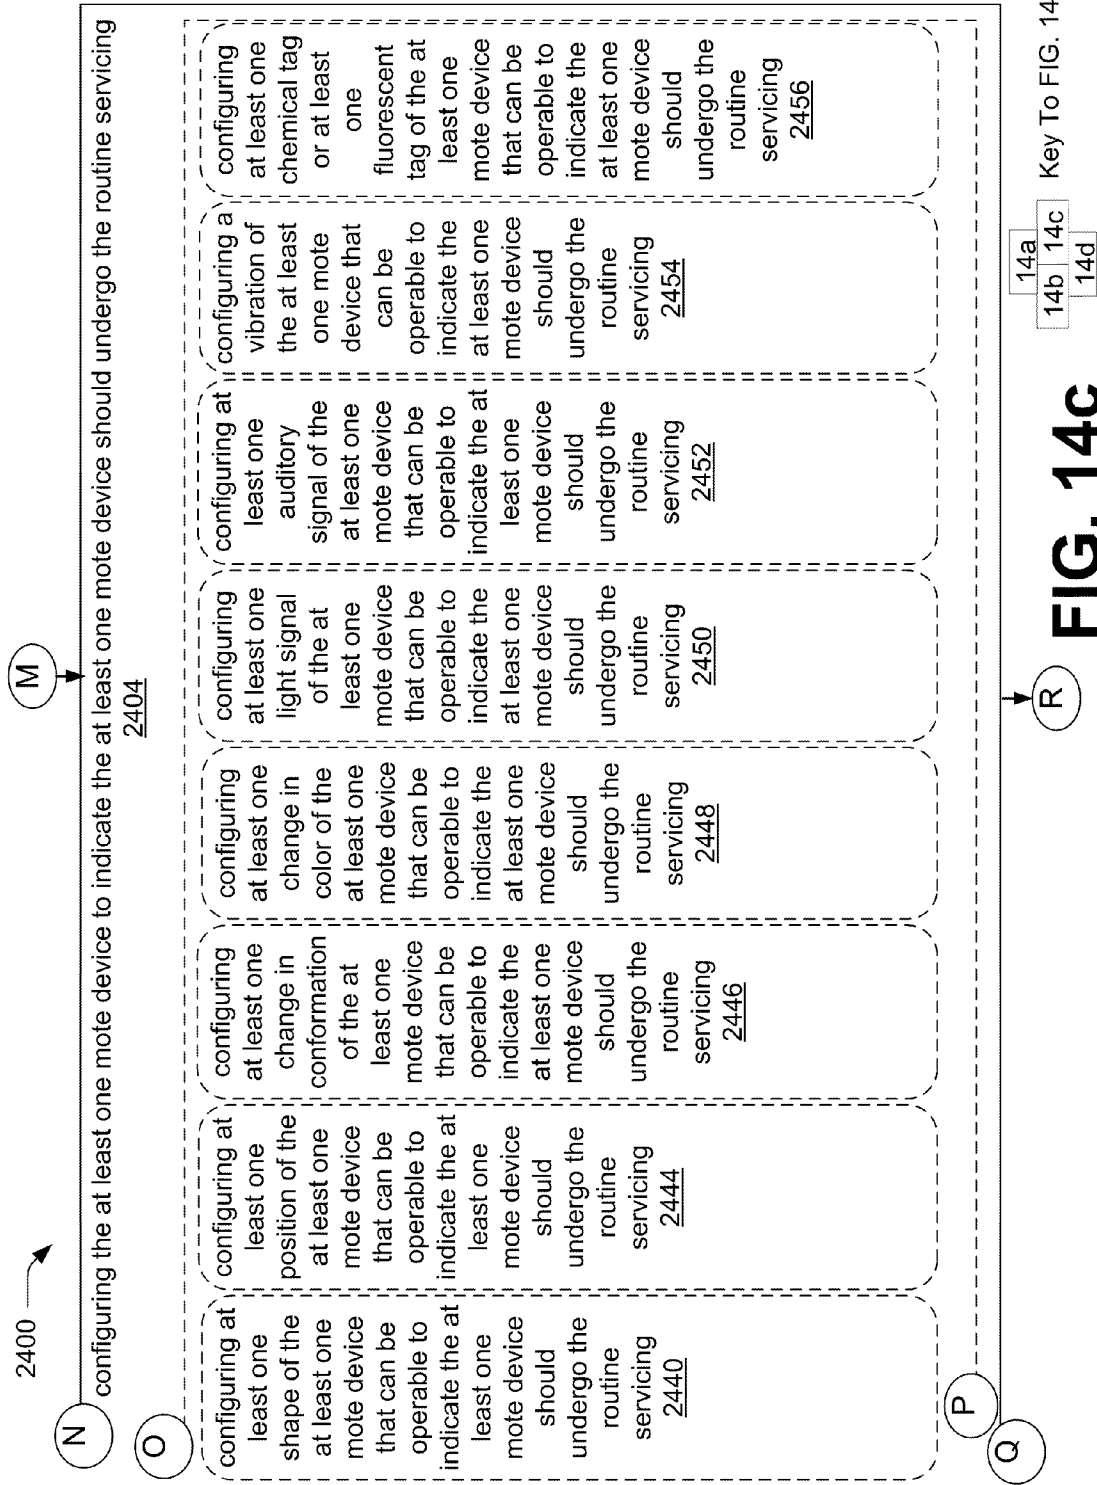 2400
M
N
configuring the at least one mote device to indicate the at least one mote device should undergo the routine servicing
2404
O
configuring at
least one
shape of the
at least one
mote device
that can be
operable to
indicate the at
least one
mote device
should
undergo the
routine
servicing
2440
configuring at
least one
position of the
at least one
mote device
that can be
operable to
indicate the at
least one
mote device
should
undergo the
routine
servicing
2444
configuring
at least one
change in
conformation
of the at
least one
mote device
that can be
operable to
indicate the
at least one
mote device
should
undergo the
routine
servicing
2446
configuring
at least one
change in
color of the
at least one
mote device
that can be
operable to
indicate the
at least one
mote device
should
undergo the
routine
servicing
2448
configuring
at least one
light signal
of the at
least one
mote device
that can be
operable to
indicate the
at least one
mote device
should
undergo the
routine
servicing
2450
configuring at
least one
auditory
signal of the
at least one
mote device
that can be
operable to
indicate the at
least one
mote device
should
undergo the
routine
servicing
2452
configuring a
vibration of
the at least
one mote
device that
can be
operable to
indicate the
at least one
mote device
should
undergo the
routine
servicing
2454
configuring
at least one
chemical tag
or at least
one
fluorescent
tag of the at
least one
mote device
that can be
operable to
indicate the
at least one
mote device
should
undergo the
routine
servicing
2456
P
Q
R
14a
14b 14c
14d
Key To FIG. 14
FIG. 14c